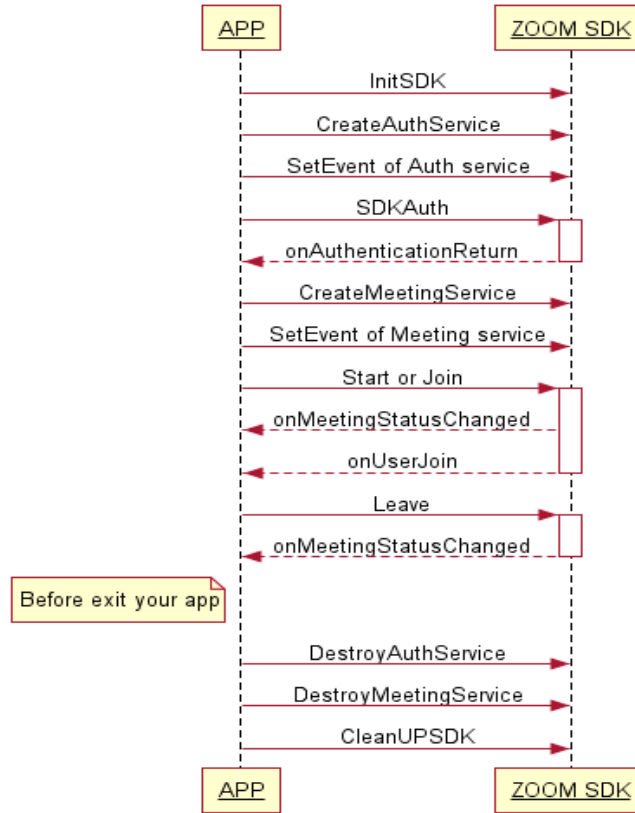 APP
ZOOM SDK
InitSDK
CreateAuthService
SetEvent of Auth service
SDKAuth
onAuthenticationReturn
CreateMeetingService
SetEvent of Meeting service
Start or Join
onMeetingStatusChanged
onUserJoin
Leave
onMeetingStatusChanged
Before exit your app
DestroyAuthService
DestroyMeetingService
CleanUPSDK
APP
ZOOM SDK